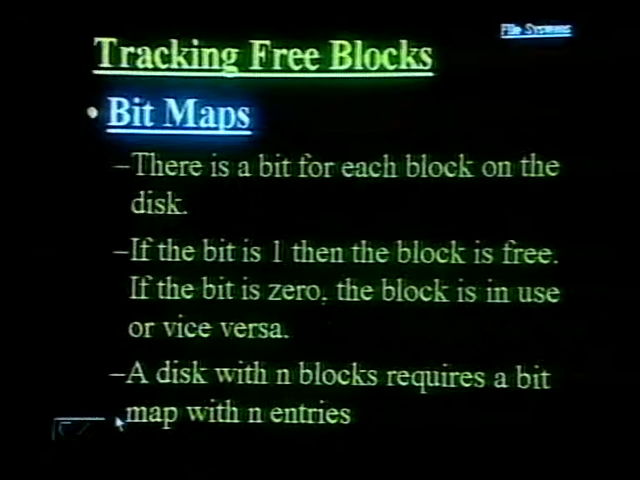 File Systems
Tracking Free Blocks
• Bit Maps
–There is a bit for each block on the
disk.
–If the bit is 1 then the block is free.
If the bit is zero, the block is in use
or vice versa.
–A disk with n blocks requires a bit
map with n entries